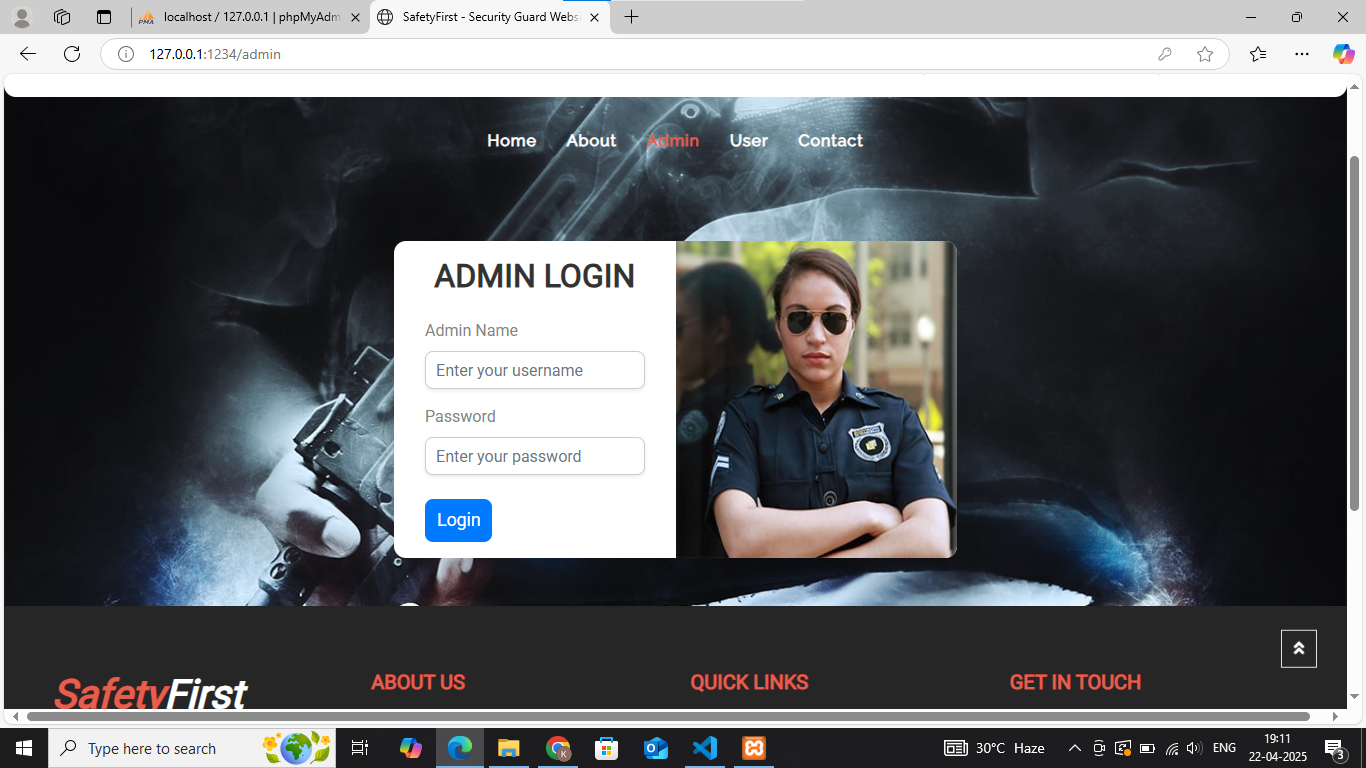 localhost / 127.0.0.1 | phpMyAdm
SafetyFirst - Security Guard Websi
127.0.0.1:1234/admin
Home About Admin User Contact
ADMIN LOGIN
Admin Name
Enter your username
Password
Enter your password
Login
SafetyFirst
ABOUT US
QUICK LINKS
GET IN TOUCH
Type here to search
K
30°C Haze
ENG
19:11
22-04-2025
3